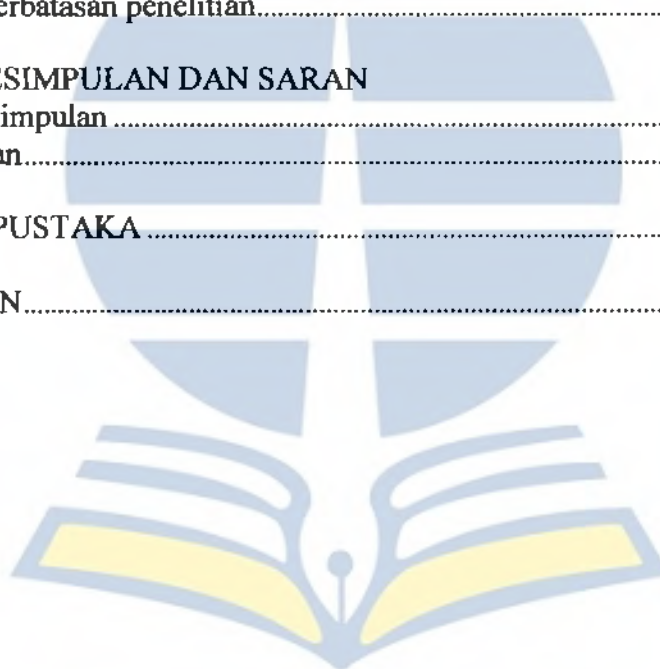 erbatasan penelitian
ESIMPULAN DAN SARAN
impulan
an
PUSTAKA
N